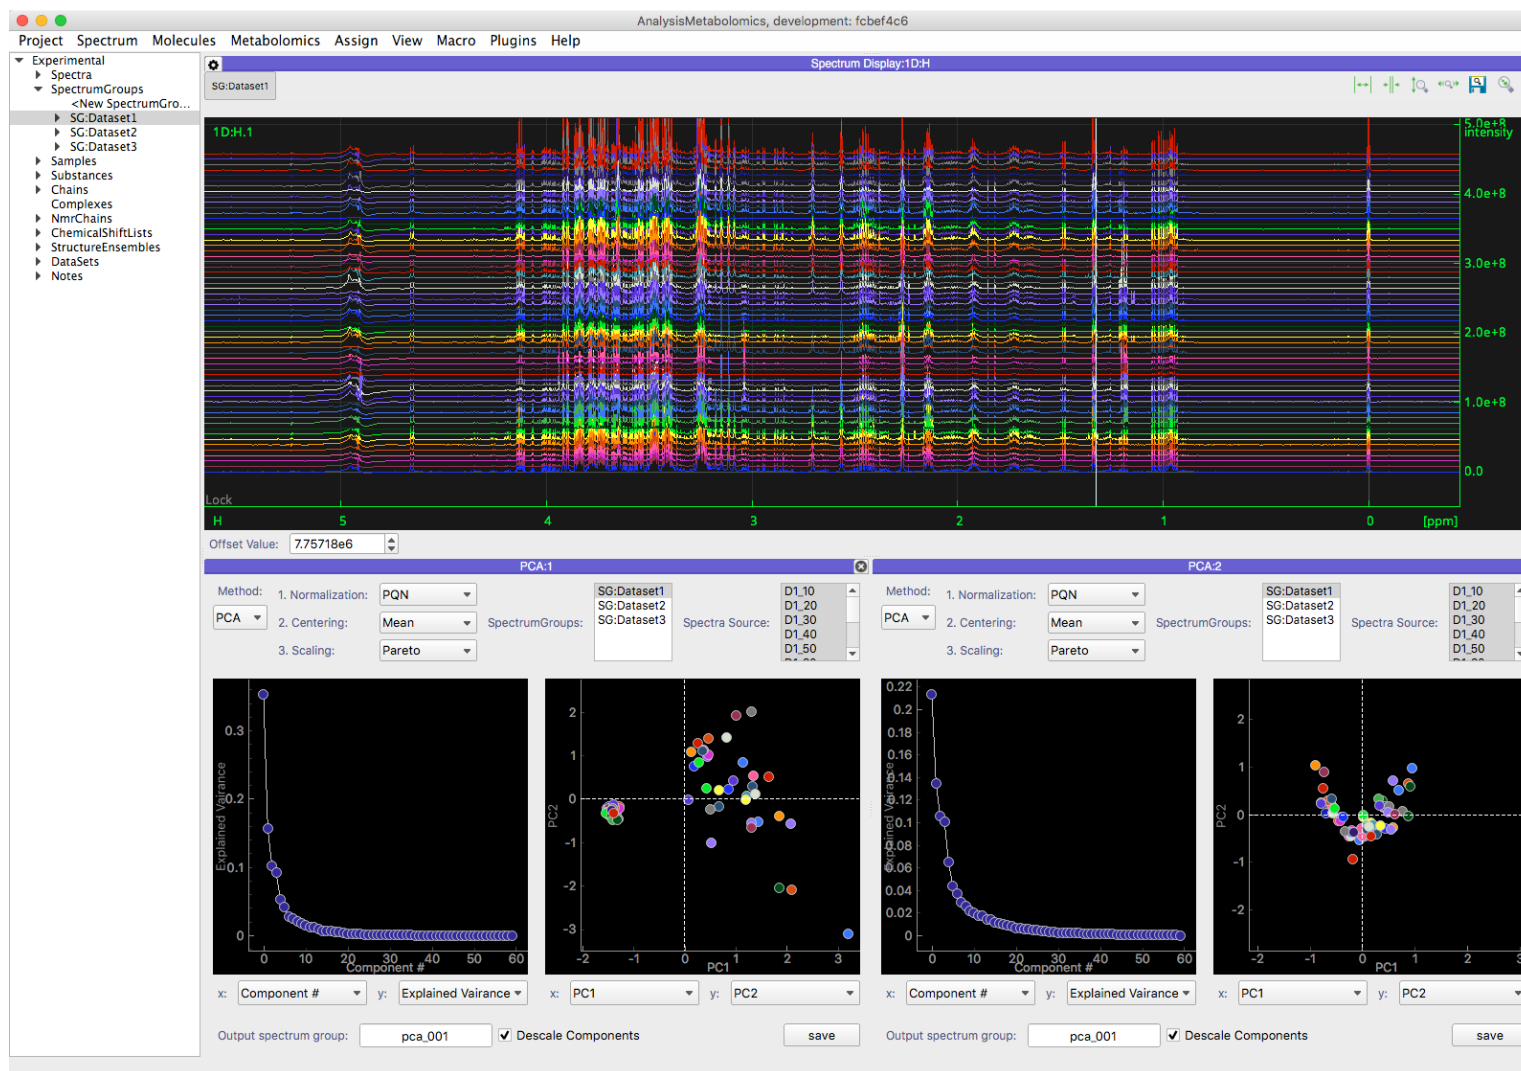 AnalysisMetabolomics, development: fcbef4c6
Project Spectrum Molecules Metabolomics Assign View Macro Plugins Help
Experimental
Spectra
SpectrumGroups
<New SpectrumGro...
SG:Dataset1
SG:Dataset2
SG:Dataset3
Samples
Substances
Chains
Complexes
NmrChains
ChemicalShiftLists
StructureEnsembles
DataSets
Notes
Spectrum Display:1D:H
SG:Dataset1
1D:H.1
5.0e+8
intensity
4.0e+8
3.0e+8
2.0e+8
1.0e+8
0.0
Lock
H 5 4 3 2 1 0 [ppm]
Offset Value: 7.75718e6
PCA:1
Method: 1. Normalization: PQN
PCA 2. Centering: Mean
3. Scaling: Pareto
SpectrumGroups:
SG:Dataset1
SG:Dataset2
SG:Dataset3
Spectra Source:
D1_10
D1_20
D1_30
D1_40
D1_50
Explained Vairance
0.3
0.2
0.1
0
0 10 20 30 40 50 60
Component #
PC2
2
1
0
-1
-2
-3
-2 -1 0 1 2 3
PC1
x: Component # y: Explained Vairance x: PC1 y: PC2
Output spectrum group: pca_001 Descale Components save
PCA:2
Method: 1. Normalization: PQN
PCA 2. Centering: Mean
3. Scaling: Pareto
SpectrumGroups:
SG:Dataset1
SG:Dataset2
SG:Dataset3
Spectra Source:
D1_10
D1_20
D1_30
D1_40
D1_50
Explained Vairance
0.22
0.2
0.18
0.16
0.14
0.12
0.1
0.08
0.06
0.04
0.02
0
0 10 20 30 40 50 60
Component #
PC2
2
1
0
-1
-2
-2 -1 0 1 2 3
PC1
x: Component # y: Explained Vairance x: PC1 y: PC2
Output spectrum group: pca_001 Descale Components save